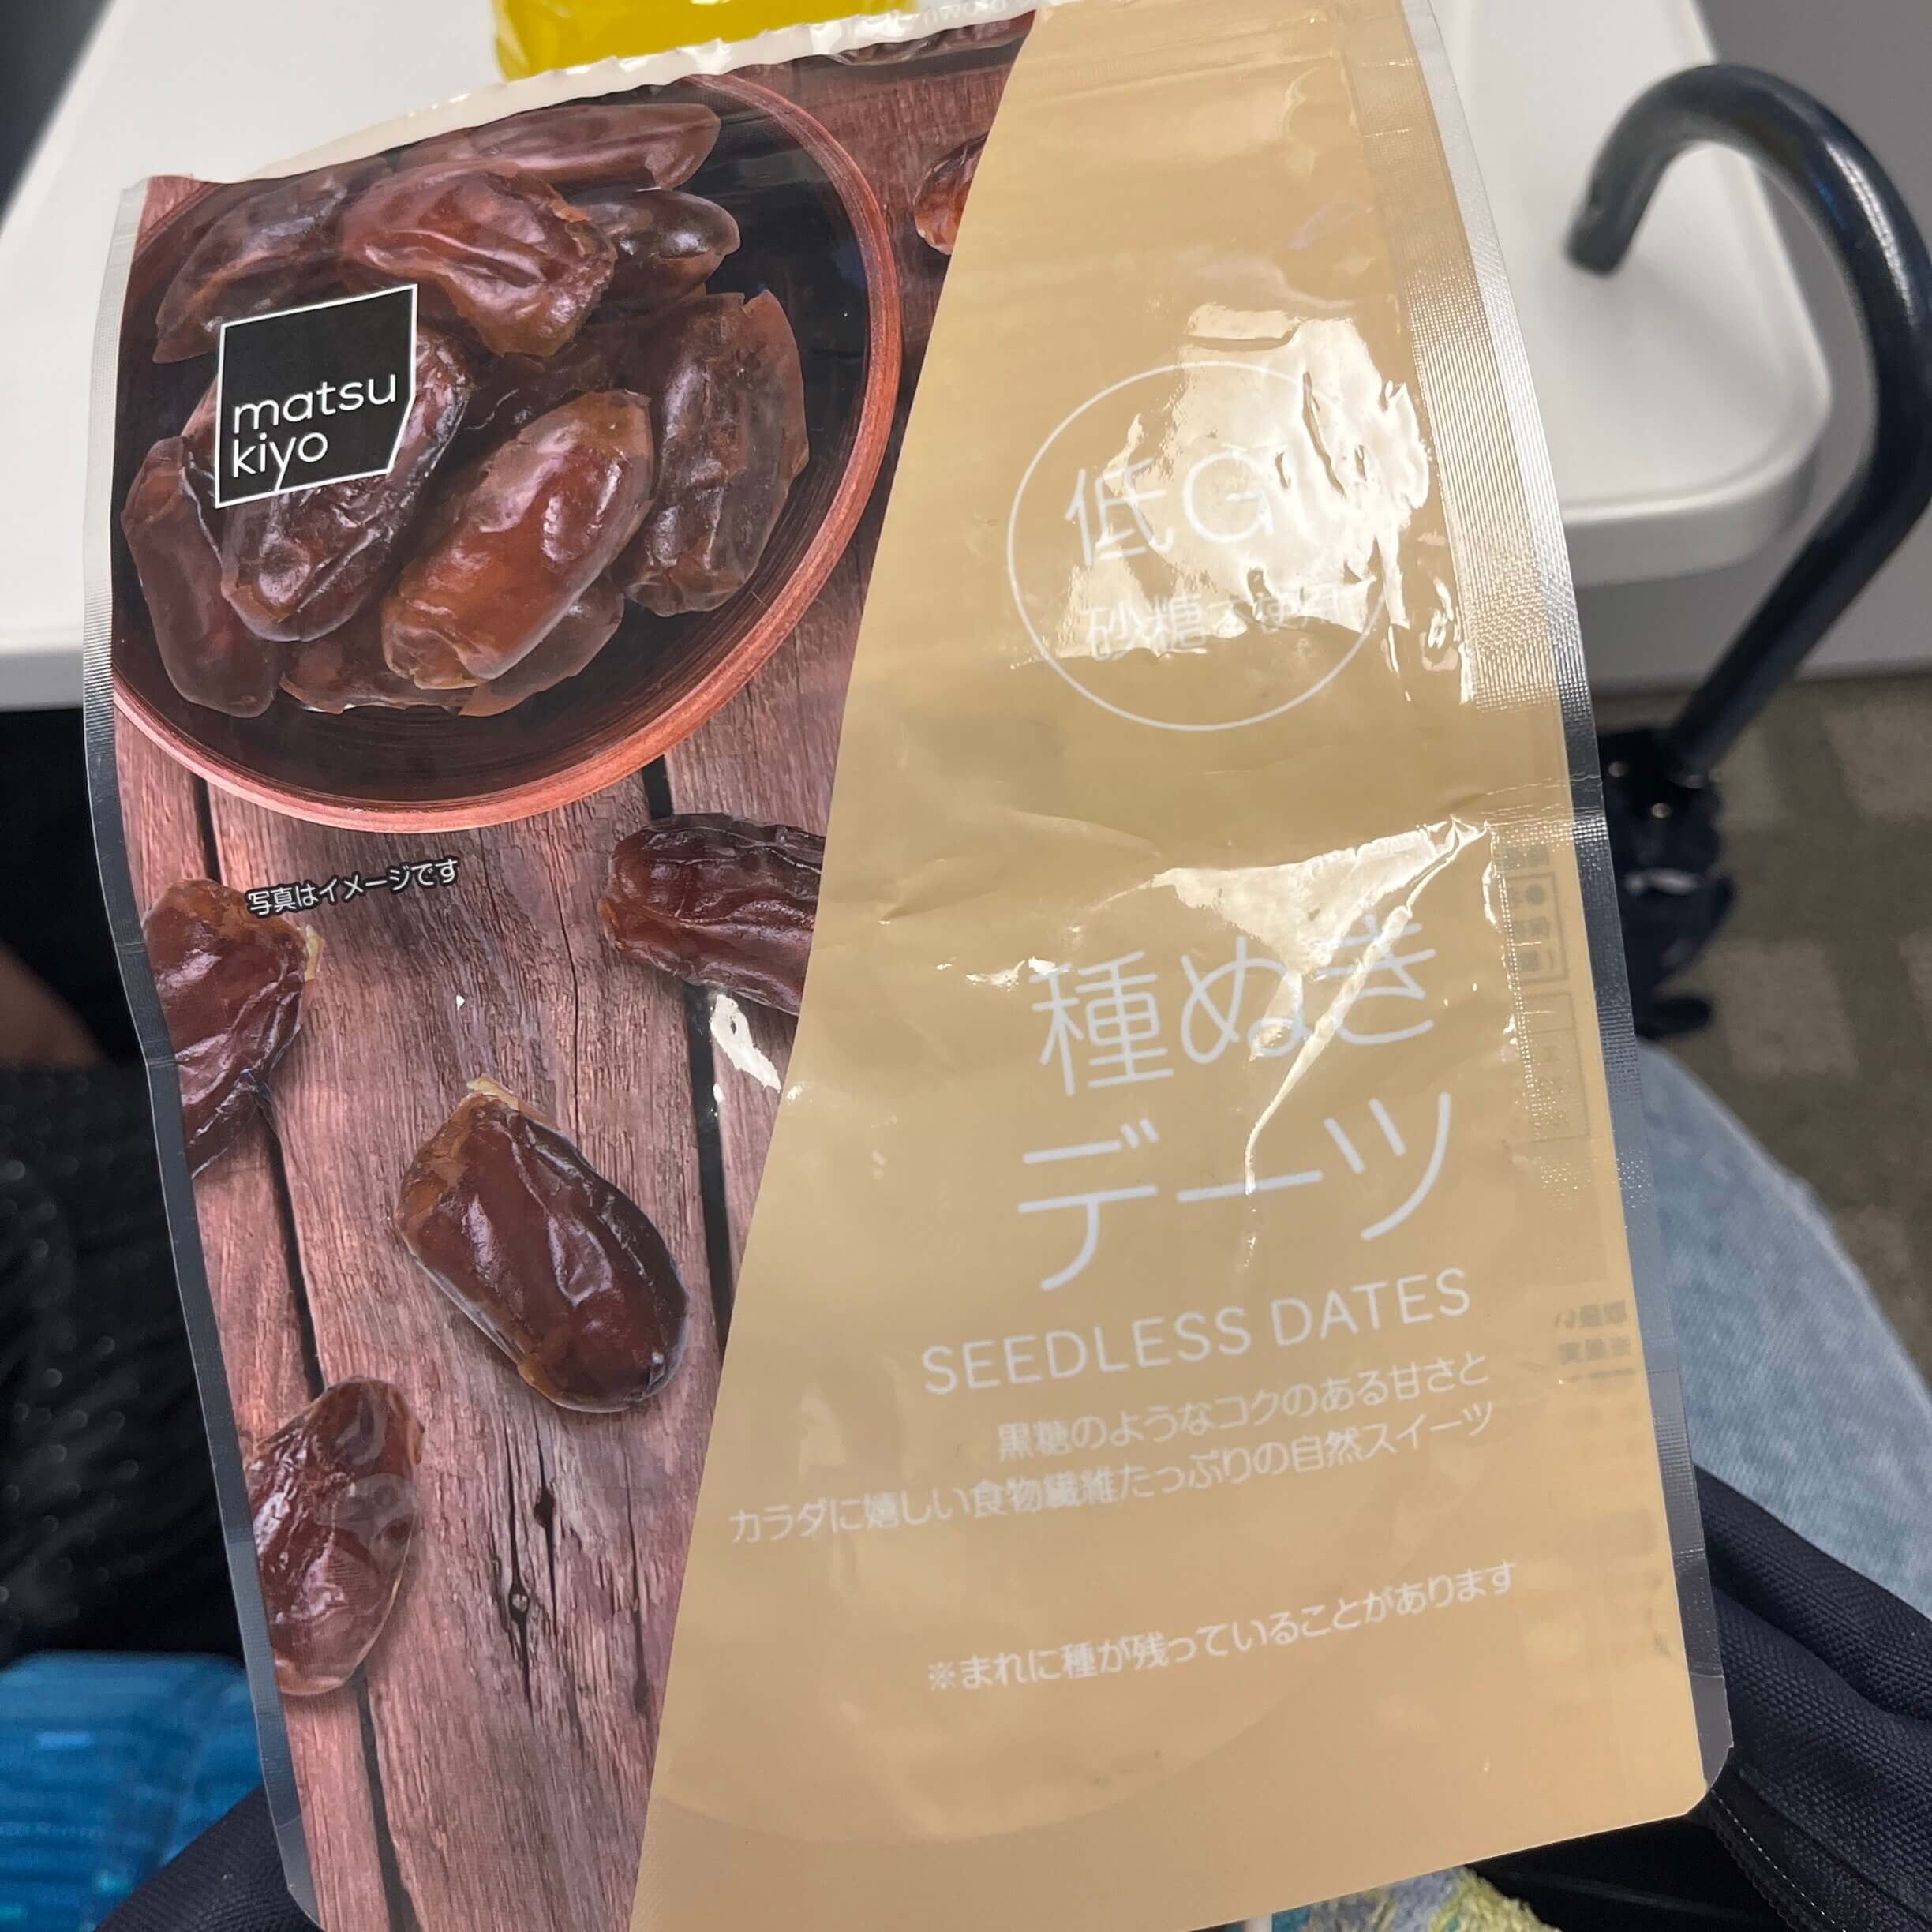 matsu
kiyo
低GI
砂糖不使用
写真はイメージです
種ぬき
デーツ
SEEDLESS DATES
黒糖のようなコクのある甘さと
カラダに嬉しい食物繊維たっぷりの自然スイーツ
※まれに種が残っていることがあります